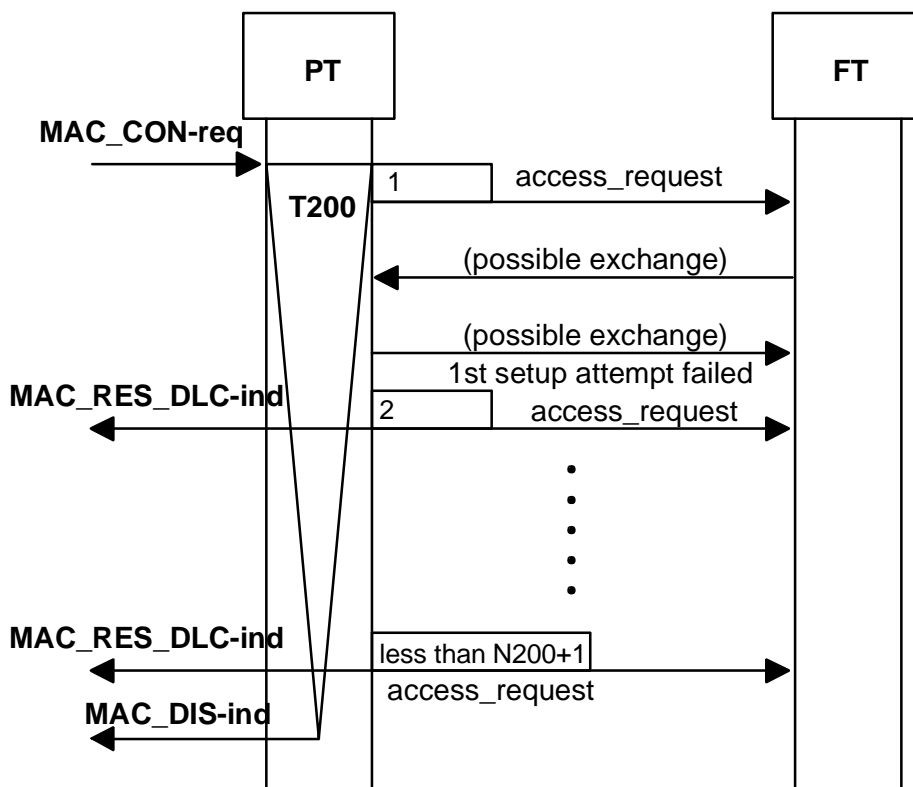 PT
FT
MAC_CON-req
1
access_request
T200
(possible exchange)
(possible exchange)
1st setup attempt failed
MAC_RES_DLC-ind
2
access_request
MAC_RES_DLC-ind
less than N200+1
access_request
MAC_DIS-ind